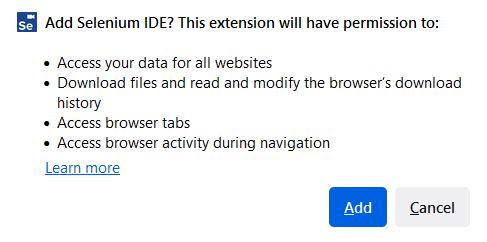 Se
Add Selenium IDE? This extension will have permission to:
• Access your data for all websites
• Download files and read and modify the browser's download
history
• Access browser tabs
• Access browser activity during navigation
Learn more
Add
Cancel